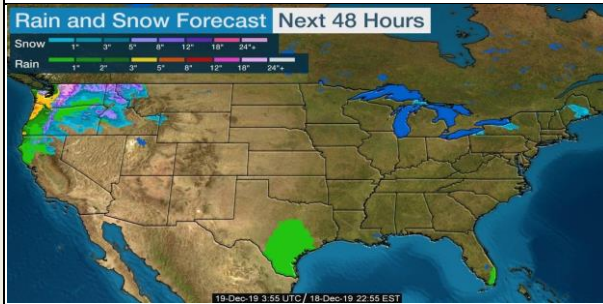 Rain and Snow Forecast Next 48 Hours
Snow 1" 3" 5" 8" 12" 18" 24"+
Rain 1" 2" 3" 5" 8" 12" 18" 24"+
19-Dec-19 3:55 UTC / 18-Dec-19 22:55 EST